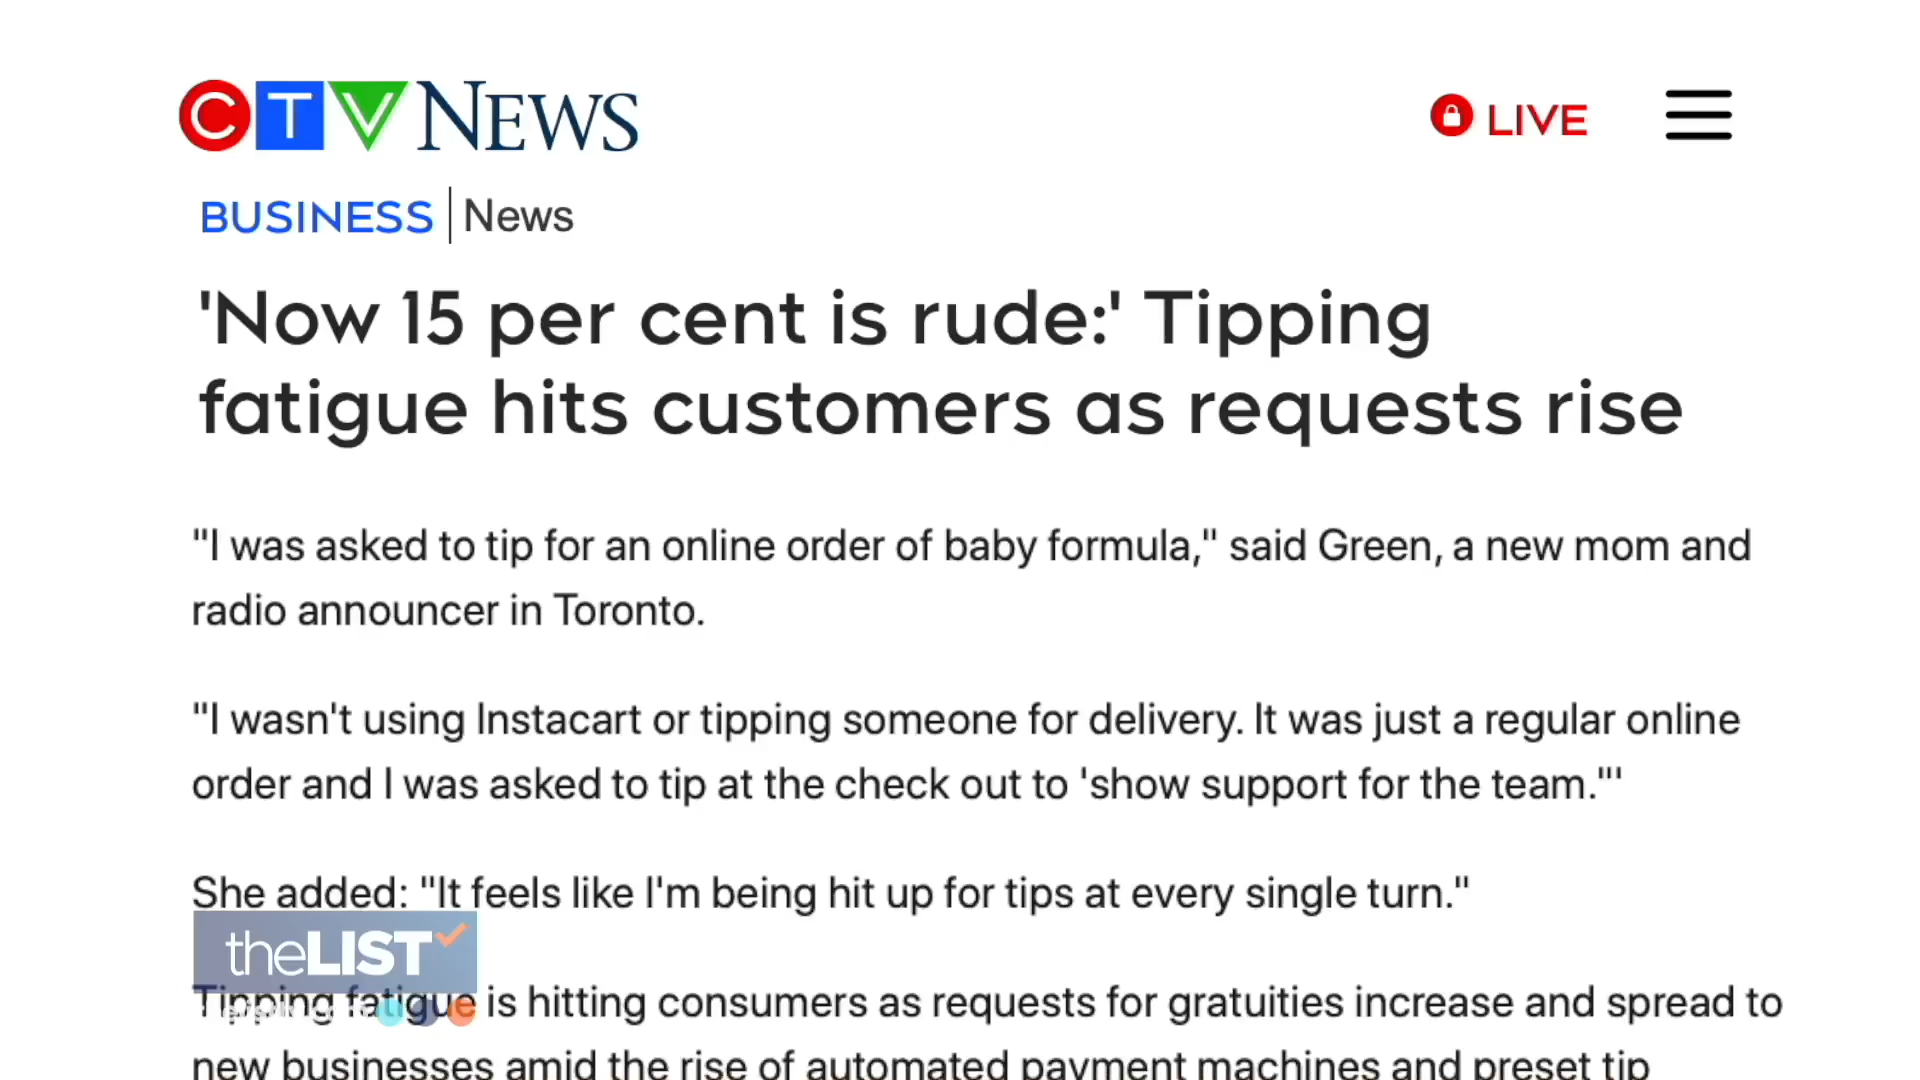 CTV NEWS
LIVE
BUSINESS | News
'Now 15 per cent is rude:' Tipping
fatigue hits customers as requests rise
"I was asked to tip for an online order of baby formula," said Green, a new mom and
radio announcer in Toronto.
"I wasn't using Instacart or tipping someone for delivery. It was just a regular online
order and I was asked to tip at the check out to 'show support for the team.'"
She added: "It feels like I'm being hit up for tips at every single turn."
theLIST
Tipping fatigue is hitting consumers as requests for gratuities increase and spread to
new businesses amid the rise of automated payment machines and preset tip